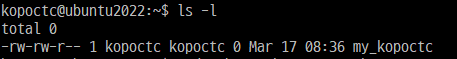 kopoctc@ubuntu2022:~$ ls -l
total 0
-rw-rw-r-- 1 kopoctc kopoctc 0 Mar 17 08:36 my_kopoctc